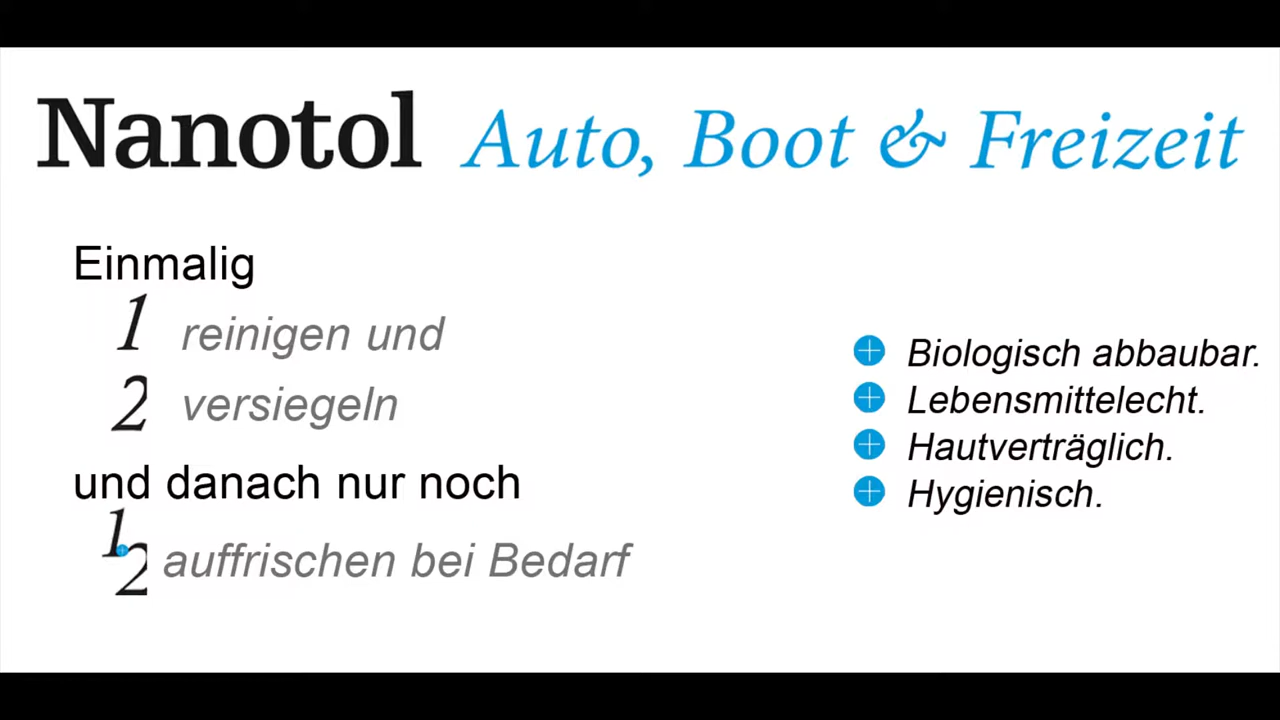 Nanotol Auto, Boot & Freizeit
Einmalig
1 reinigen und
2 versiegeln
und danach nur noch
1+2 auffrischen bei Bedarf
+ Biologisch abbaubar.
+ Lebensmittelecht.
+ Hautverträglich.
+ Hygienisch.